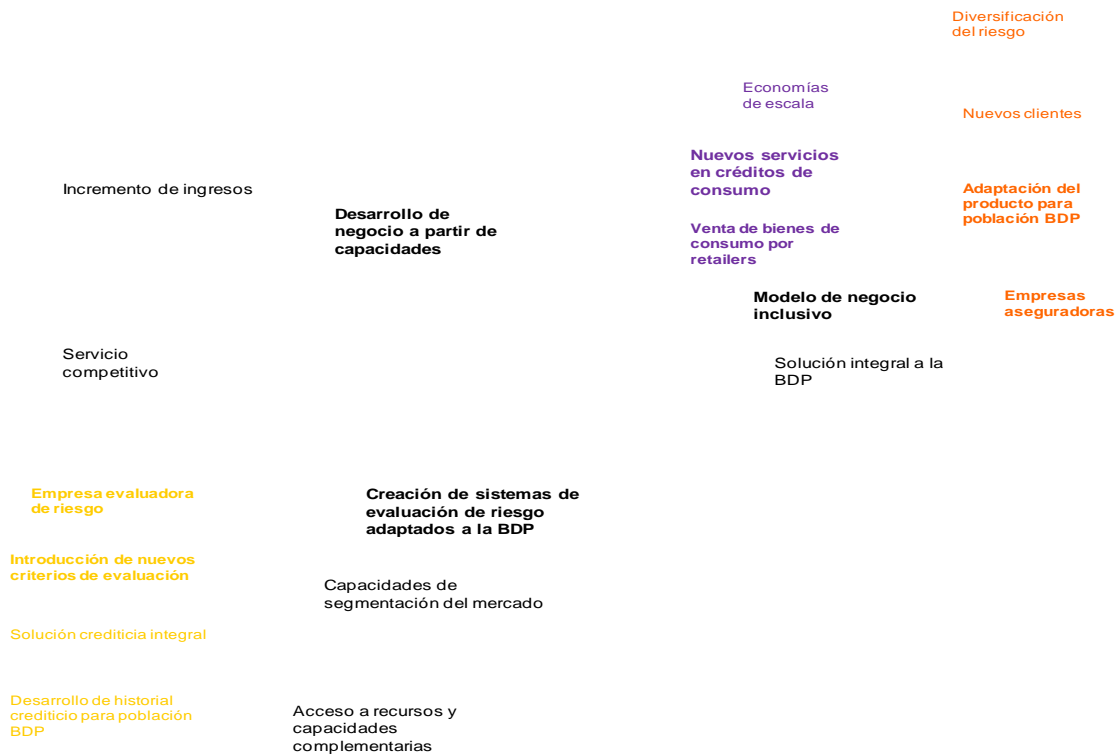 Diversificación
del riesgo
Economías
de escala
Nuevos clientes
Nuevos servicios
en créditos de
consumo
Incremento de ingresos
Adaptación del
producto para
población BDP
Desarrollo de
negocio a partir de
capacidades
Venta de bienes de
consumo por
retailers
Modelo de negocio
inclusivo
Empresas
aseguradoras
Servicio
competitivo
Solución integral a la
BDP
Empresa evaluadora
de riesgo
Creación de sistemas de
evaluación de riesgo
adaptados a la BDP
Introducción de nuevos
criterios de evaluación
Capacidades de
segmentación del mercado
Solución crediticia integral
Desarrollo de historial
crediticio para población
BDP
Acceso a recursos y
capacidades
complementarias